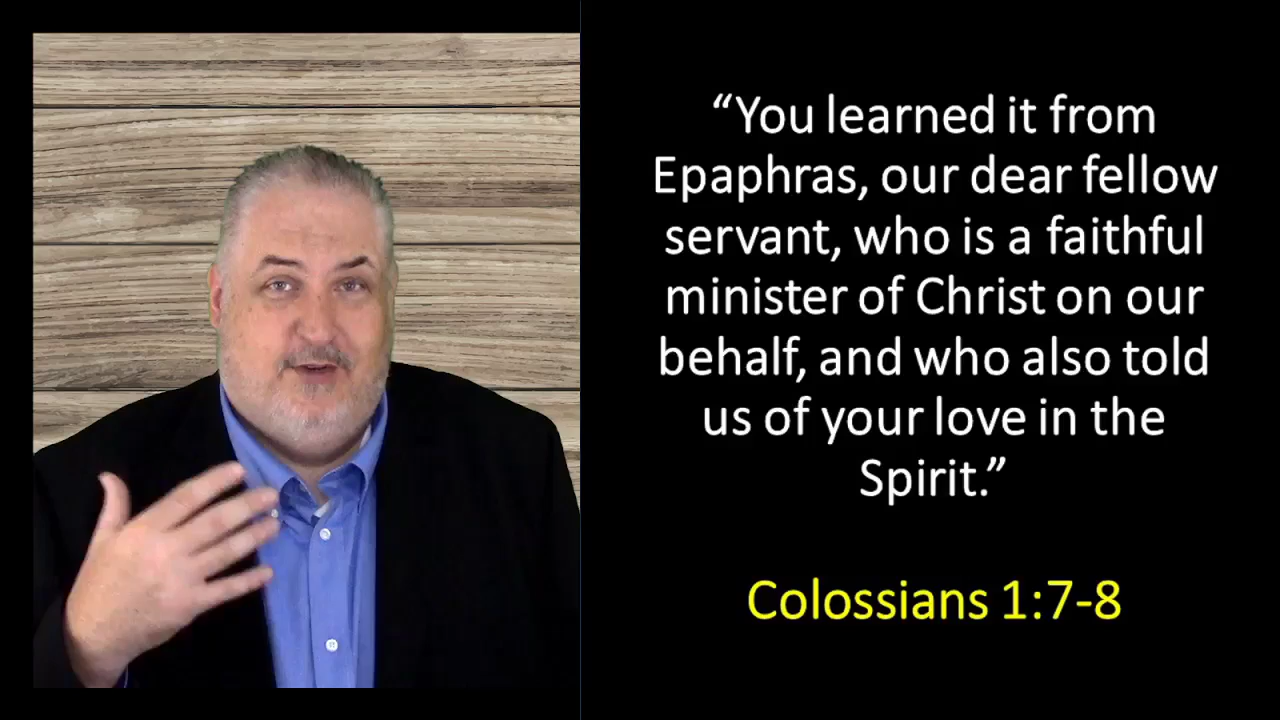 “You learned it from
Epaphras, our dear fellow
servant, who is a faithful
minister of Christ on our
behalf, and who also told
us of your love in the
Spirit.”
Colossians 1:7-8